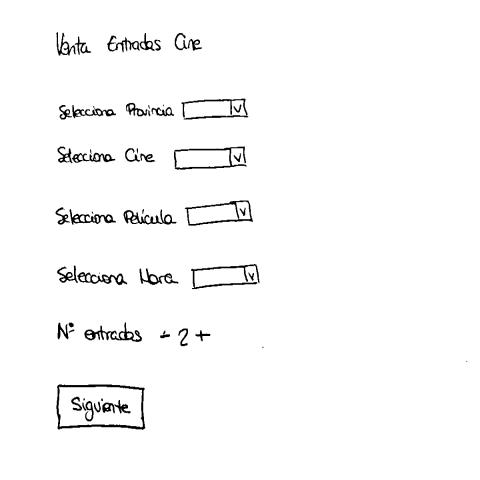 Venta Entradas Cine
Selecciona Provincia
Selecciona Cine
Selecciona Película
Selecciona Hora
Nº entradas - 2 +
Siguiente